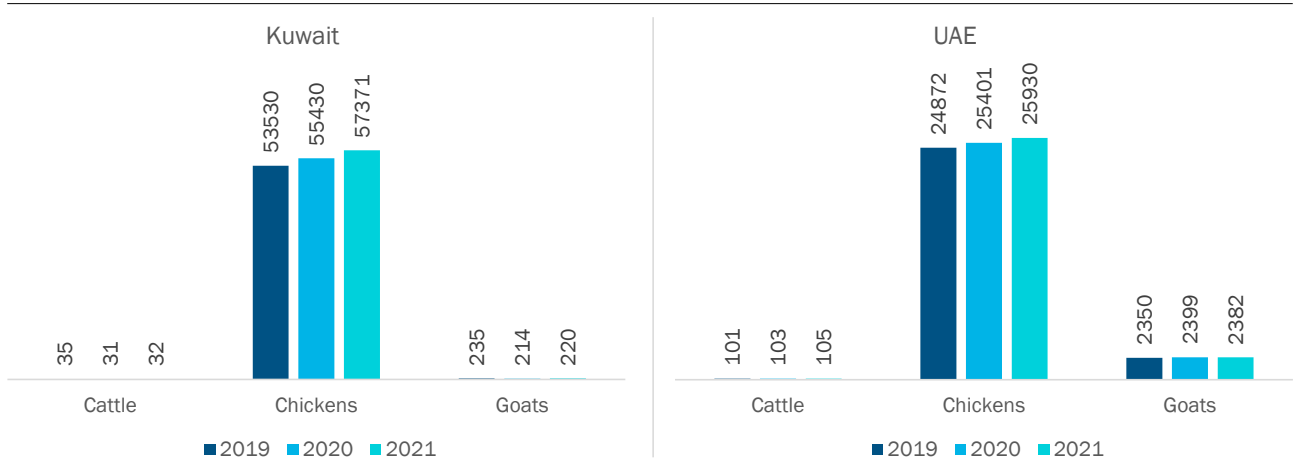 Kuwait
35 31 32 53530 55430 57371 235 214 220
Cattle Chickens Goats
2019 2020 2021
UAE
101 103 105 24872 25401 25930 2350 2399 2382
Cattle Chickens Goats
2019 2020 2021